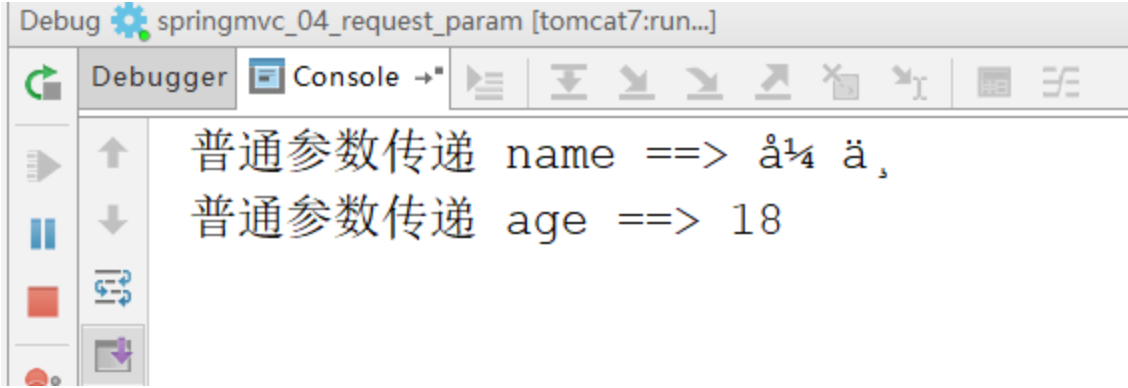 Debug springmvc_04_request_param [tomcat7:run...]
Debugger Console
普通参数传递 name ==> å¼ ä¸
普通参数传递 age ==> 18